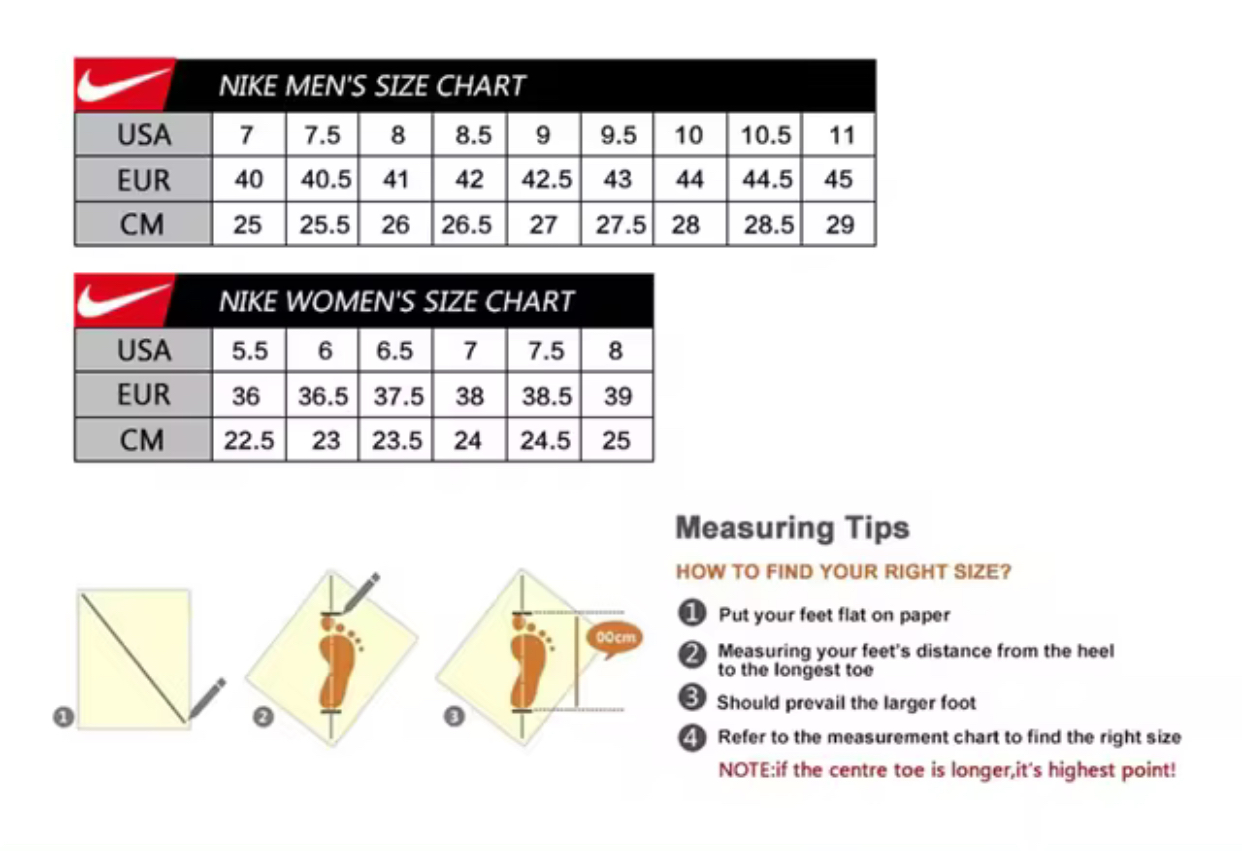 NIKE MEN'S SIZE CHART
USA 7 7.5 8 8.5 9 9.5 10 10.5 11
EUR 40 40.5 41 42 42.5 43 44 44.5 45
CM 25 25.5 26 26.5 27 27.5 28 28.5 29
NIKE WOMEN'S SIZE CHART
USA 5.5 6 6.5 7 7.5 8
EUR 36 36.5 37.5 38 38.5 39
CM 22.5 23 23.5 24 24.5 25
1
2
3
00cm
Measuring Tips
HOW TO FIND YOUR RIGHT SIZE?
1 Put your feet flat on paper
2 Measuring your feet's distance from the heel
to the longest toe
3 Should prevail the larger foot
4 Refer to the measurement chart to find the right size
NOTE:if the centre toe is longer,it's highest point!